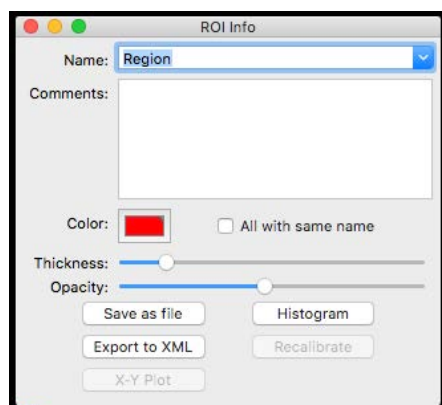 ROI Info
Name: Region
Comments:
Color: All with same name
Thickness:
Opacity:
Save as file Histogram
Export to XML Recalibrate
X-Y Plot